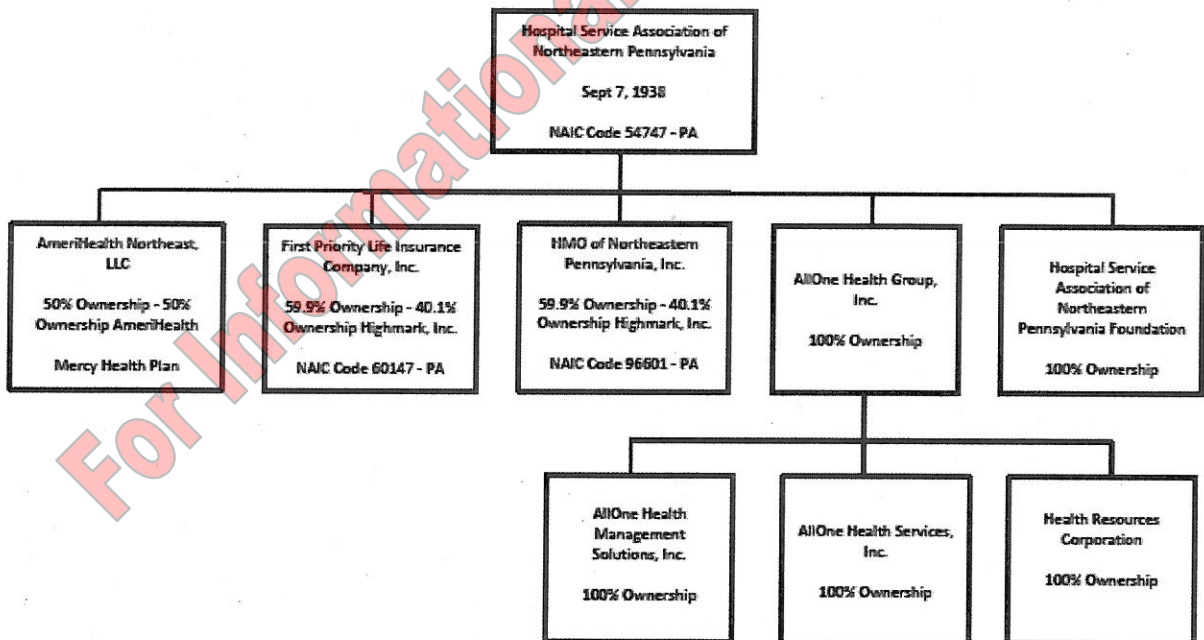 Hospital Service Association of
Northeastern Pennsylvania
Sept 7, 1938
NAIC Code 54747 - PA
AmeriHealth Northeast,
LLC
50% Ownership - 50%
Ownership AmeriHealth
Mercy Health Plan
First Priority Life Insurance
Company, Inc.
59.9% Ownership - 40.1%
Ownership Highmark, Inc.
NAIC Code 60147 - PA
HMO of Northeastern
Pennsylvania, Inc.
59.9% Ownership - 40.1%
Ownership Highmark, Inc.
NAIC Code 96601 - PA
AllOne Health Group,
Inc.
100% Ownership
Hospital Service
Association of
Northeastern
Pennsylvania Foundation
100% Ownership
AllOne Health
Management
Solutions, Inc.
100% Ownership
AllOne Health Services,
Inc.
100% Ownership
Health Resources
Corporation
100% Ownership
For Informational